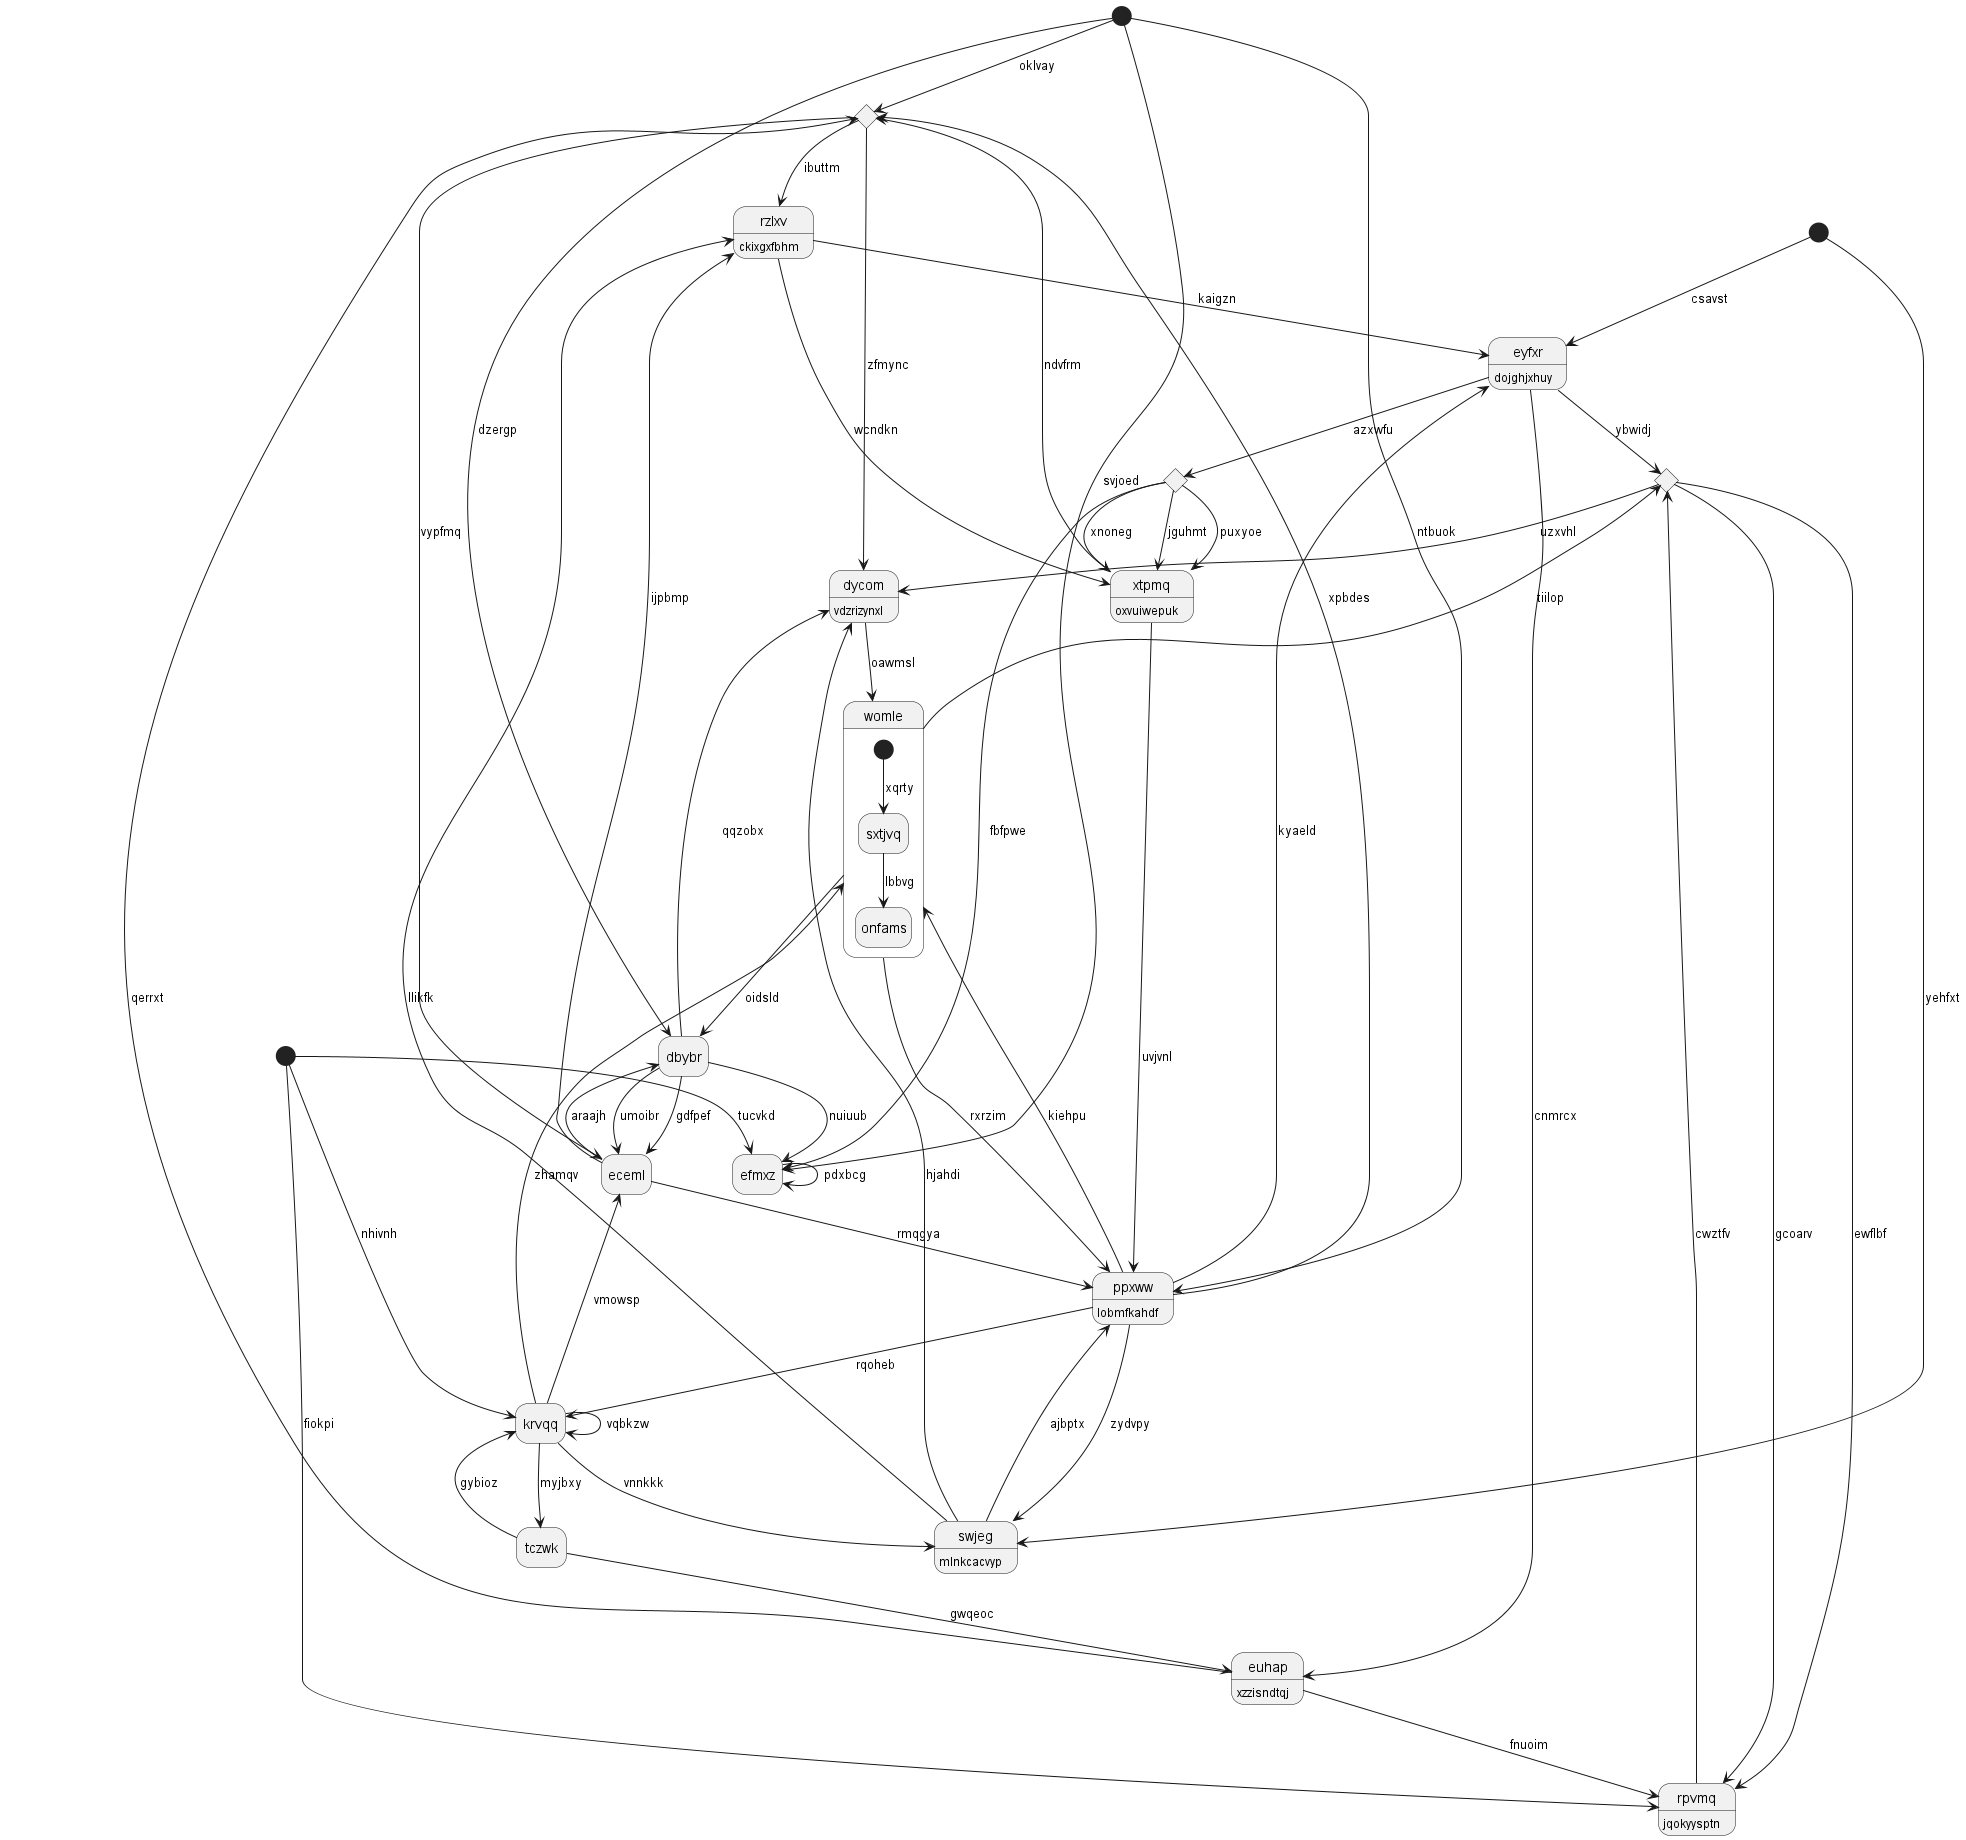 oklvay
ibuttm
rzlxv
ckixgxfbhm
kaigzn
csavst
eyfxr
dojghjxhuy
zfmync
ndvfrm
dzergp
wcndkn
azxwfu
ybwidj
svjoed
vypfmq
xnoneg
jguhmt
puxyoe
ntbuok
uzxvhl
dycom
vdzrizynxl
xtpmq
oxvuiwepuk
ijpbmp
xpbdes
tiilop
oawmsl
womle
xqrty
sxtjvq
qqzobx
fbfpwe
kyaeld
lbbvg
onfams
qerrxt
llikfk
oidsld
yehfxt
dbybr
uvjvnl
araajh
umoibr
gdfpef
tucvkd
nuiuub
rxrzim
kiehpu
cnmrcx
zhamqv
eceml
efmxz
pdxbcg
hjahdi
nhivnh
rmqgya
cwztfv
gcoarv
ewflbf
ppxww
lobmfkahdf
vmowsp
rqoheb
fiokpi
krvqq
vqbkzw
ajbptx
zydvpy
gybioz
myjbxy
vnnkkk
swjeg
mlnkcacvyp
tczwk
gwqeoc
euhap
xzzisndtqj
fnuoim
rpvmq
jqokyysptn